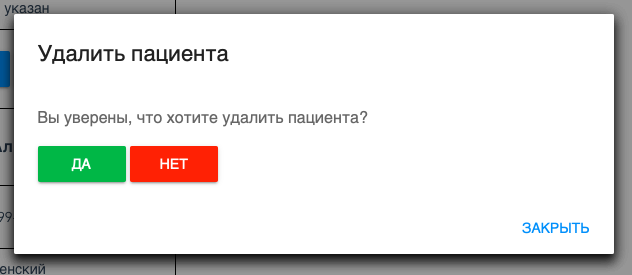 указан
Удалить пациента
Вы уверены, что хотите удалить пациента?
ДА НЕТ
ЗАКРЫТЬ